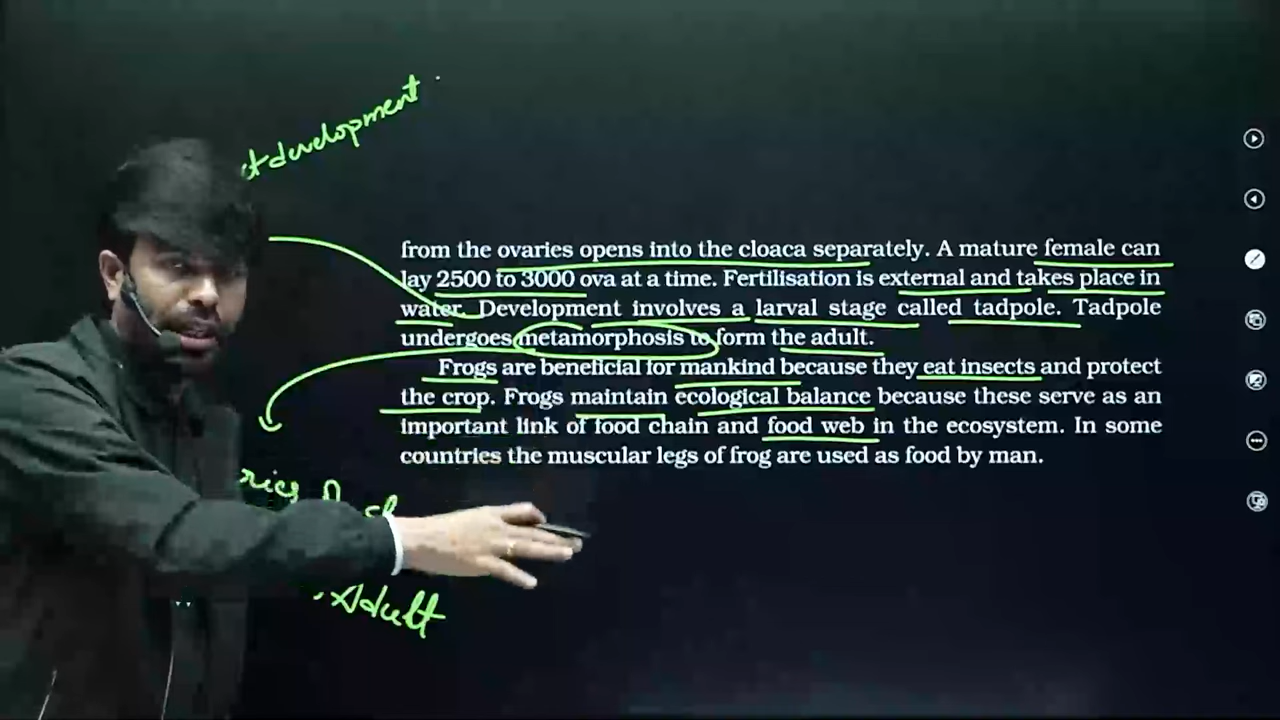 development
from the ovaries opens into the cloaca separately. A mature female can
lay 2500 to 3000 ova at a time. Fertilisation is external and takes place in
water. Development involves a larval stage called tadpole. Tadpole
undergoes metamorphosis to form the adult.
Frogs are beneficial for mankind because they eat insects and protect
the crop. Frogs maintain ecological balance because these serve as an
important link of food chain and food web in the ecosystem. In some
countries the muscular legs of frog are used as food by man.
Adult